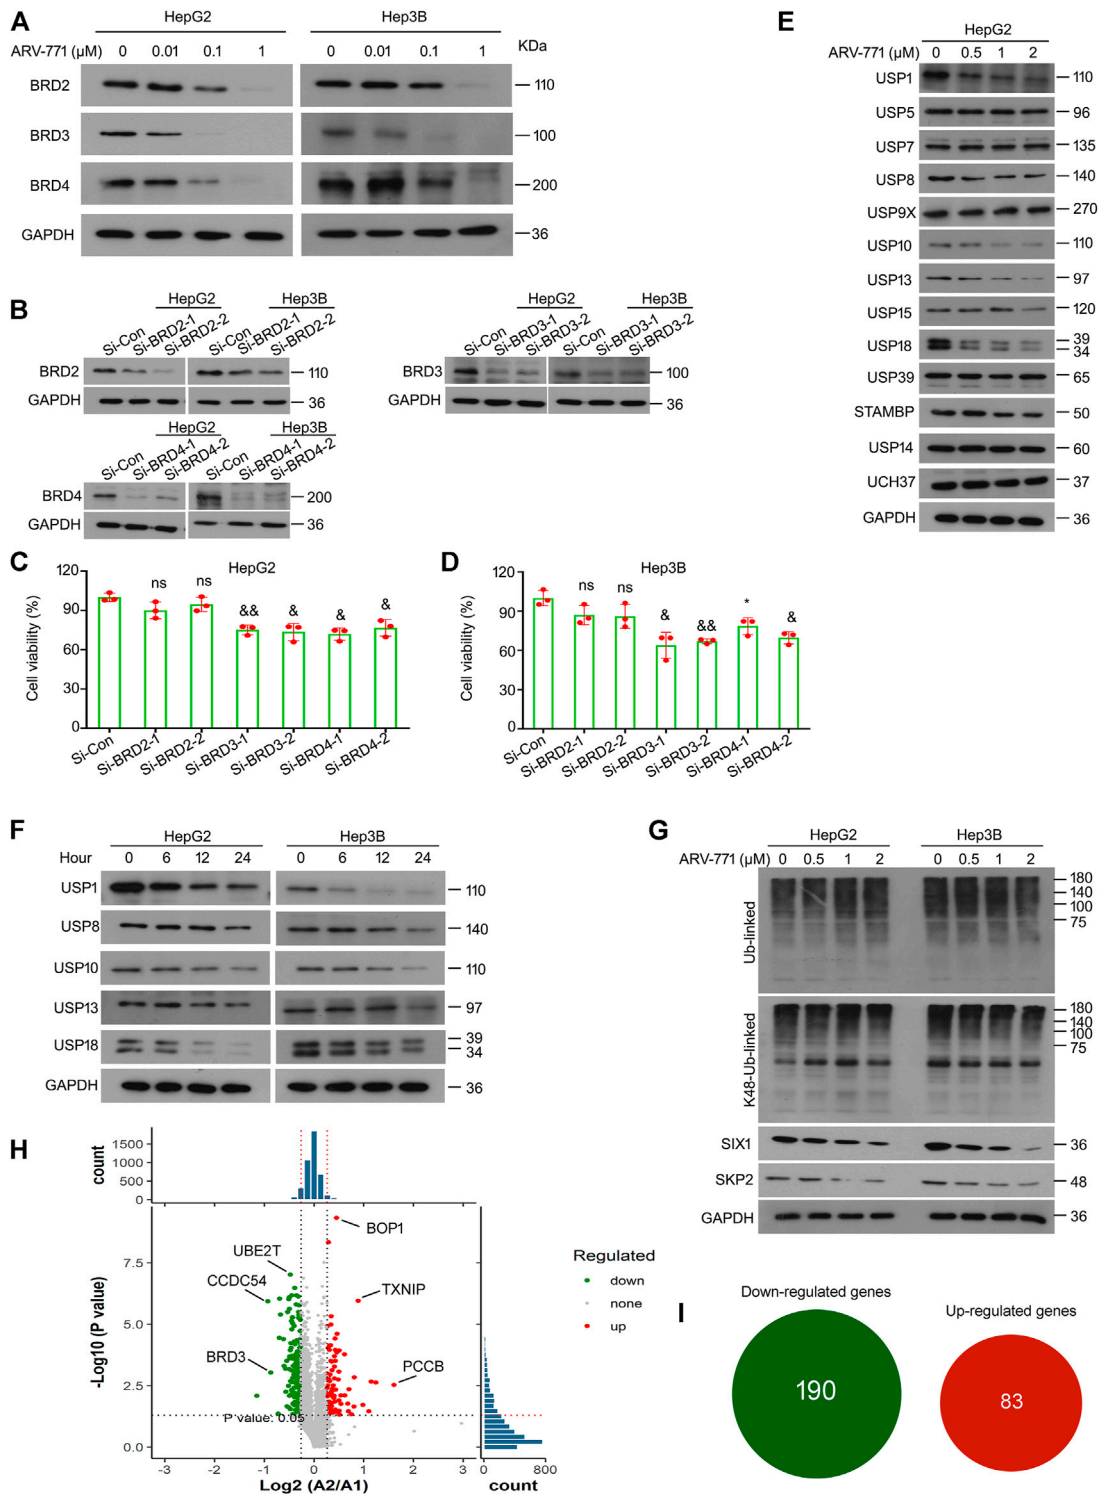 A
HepG2
Hep3B
ARV-771 (μM)
0 0.01 0.1 1
0 0.01 0.1 1
KDa
BRD2
110
BRD3
100
BRD4
200
GAPDH
36
B
HepG2
Hep3B
Si-Con Si-BRD2-1 Si-BRD2-2
Si-Con Si-BRD2-1 Si-BRD2-2
BRD2
110
GAPDH
36
HepG2
Hep3B
Si-Con Si-BRD3-1 Si-BRD3-2
Si-Con Si-BRD3-1 Si-BRD3-2
BRD3
100
GAPDH
36
HepG2
Hep3B
Si-Con Si-BRD4-1 Si-BRD4-2
Si-Con Si-BRD4-1 Si-BRD4-2
BRD4
200
GAPDH
36
C
HepG2
Cell viability (%)
120
90
60
30
0
ns ns && & & &
Si-Con Si-BRD2-1 Si-BRD2-2 Si-BRD3-1 Si-BRD3-2 Si-BRD4-1 Si-BRD4-2
D
Hep3B
Cell viability (%)
120
90
60
30
0
ns ns & && * &
Si-Con Si-BRD2-1 Si-BRD2-2 Si-BRD3-1 Si-BRD3-2 Si-BRD4-1 Si-BRD4-2
E
HepG2
ARV-771 (μM) 0 0.5 1 2
USP1 110
USP5 96
USP7 135
USP8 140
USP9X 270
USP10 110
USP13 97
USP15 120
USP18 39
34
USP39 65
STAMBP 50
USP14 60
UCH37 37
GAPDH 36
F
HepG2
Hep3B
Hour 0 6 12 24
0 6 12 24
USP1 110
USP8 140
USP10 110
USP13 97
USP18 39
34
GAPDH 36
G
HepG2
Hep3B
ARV-771 (μM) 0 0.5 1 2
0 0.5 1 2
Ub-linked
180
140
100
75
K48-Ub-linked
180
140
100
75
SIX1 36
SKP2 48
GAPDH 36
H
count
1500
1000
500
0
-Log10 (P value)
7.5
5.0
2.5
0.0
BOP1
UBE2T
CCDC54
TXNIP
BRD3
PCCB
P value: 0.05
-3 -2 -1 0 1 2 3
Log2 (A2/A1)
0 800
count
Regulated
down
none
up
I
Down-regulated genes
190
Up-regulated genes
83